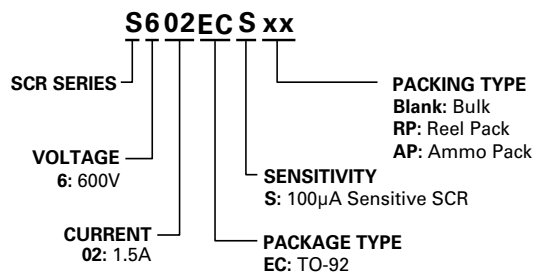 S602ECSxx
SCR SERIES
VOLTAGE
6: 600V
CURRENT
02: 1.5A
PACKING TYPE
Blank: Bulk
RP: Reel Pack
AP: Ammo Pack
SENSITIVITY
S: 100µA Sensitive SCR
PACKAGE TYPE
EC: TO-92